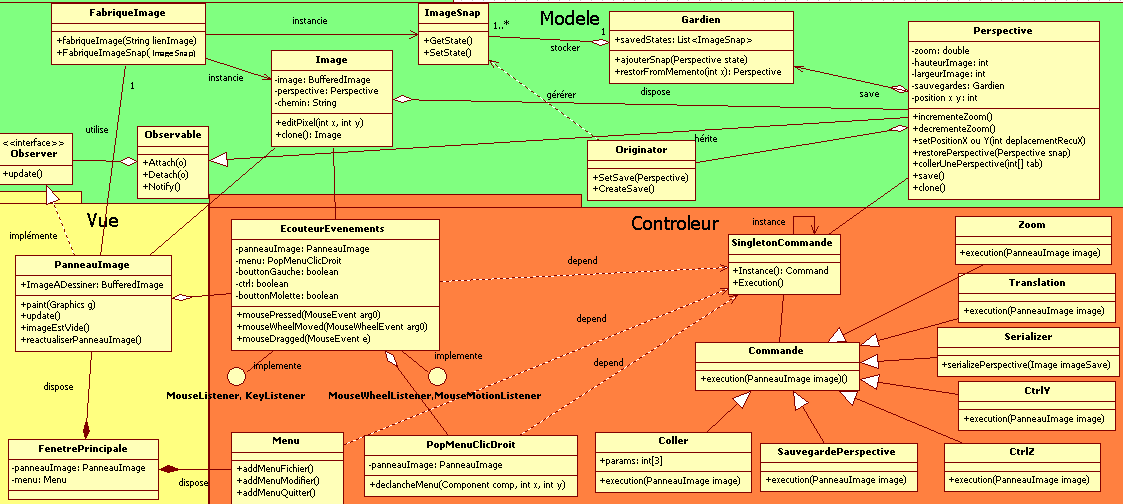 Modele
FabriqueImage
+fabriqueImage(String lienImage)
+FabriqueImageSnap( ImageSnap)
instancie
ImageSnap
+GetState()
+SetState()
1..*
stocker
1
Gardien
+savedStates: List<ImageSnap>
+ajouterSnap(Perspective state)
+restorFromMemento(int x): Perspective
Perspective
-zoom: double
-hauteurImage: int
-largeurImage: int
-sauvegardes: Gardien
-position x y: int
+incrementeZoom()
+decrementeZoom()
+setPositionX ou Y(int deplacementRecuX)
+restorePerspective(Perspective snap)
+collerUnePerspective(int[] tab)
+save()
+clone()
instancie
Image
-image: BufferedImage
-perspective: Perspective
-chemin: String
+editPixel(int x, int y)
+clone(): Image
gérérer
dispose
save
1
utilise
<<interface>>
Observer
+update()
Observable
+Attach(o)
+Detach(o)
+Notify()
hérite
Originator
+SetSave(Perspective)
+CreateSave()
Vue
implémente
PanneauImage
+ImageADessiner: BufferedImage
+paint(Graphics g)
+update()
+imageEstVide()
+reactualiserPanneauImage()
dispose
FenetrePrincipale
-panneauImage: PanneauImage
-menu: Menu
dispose
Controleur
EcouteurEvenements
-panneauImage: PanneauImage
-menu: PopMenuClicDroit
-bouttonGauche: boolean
-ctrl: boolean
-bouttonMolette: boolean
+mousePressed(MouseEvent arg0)
+mouseWheelMoved(MouseWheelEvent arg0)
+mouseDragged(MouseEvent e)
implemente
MouseListener, KeyListener
implemente
MouseWheelListener,MouseMotionListener
depend
depend
depend
instance
SingletonCommande
+Instance(): Command
+Execution()
Zoom
+execution(PanneauImage image)
Translation
+execution(PanneauImage image)
Serializer
+serializePerspective(Image imageSave)
CtrlY
+execution(PanneauImage image)
CtrlZ
+execution(PanneauImage image)
Commande
+execution(PanneauImage image)()
Menu
+addMenuFichier()
+addMenuModifier()
+addMenuQuitter()
PopMenuClicDroit
-panneauImage: PanneauImage
+declancheMenu(Component comp, int x, int y)
Coller
+params: int[3]
+execution(PanneauImage image)
SauvegardePerspective
+execution(PanneauImage image)